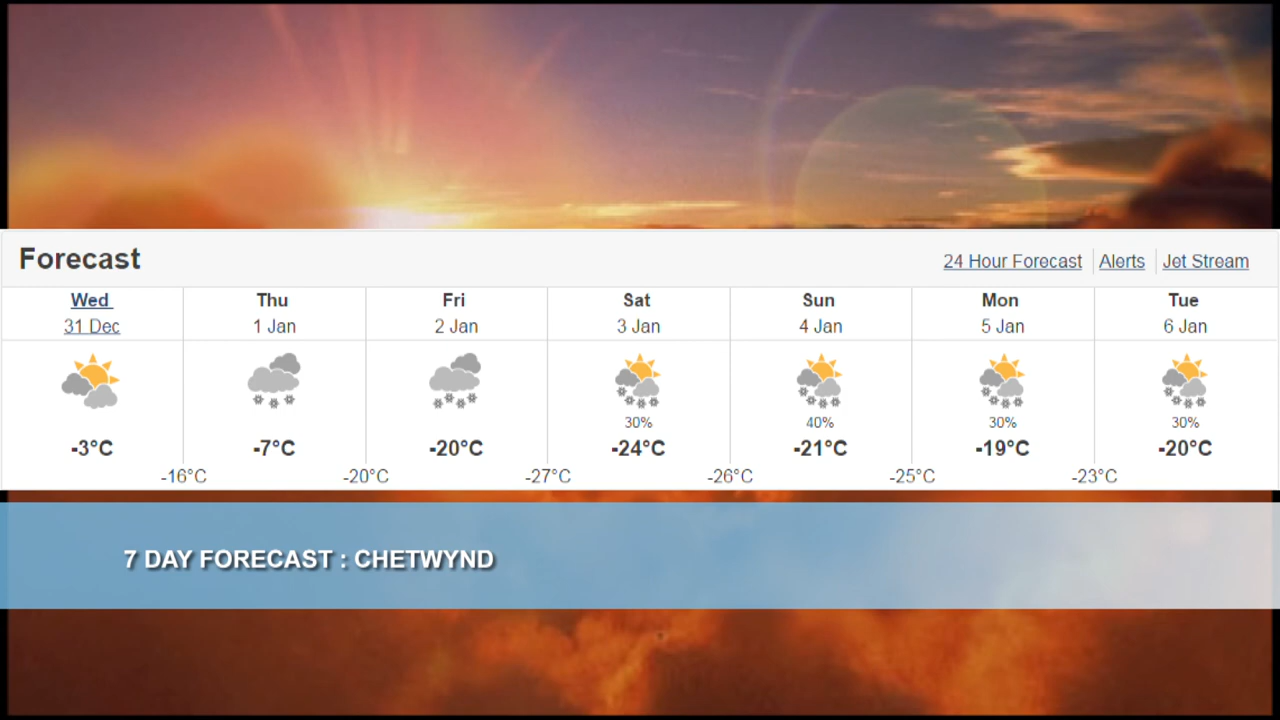 Forecast
24 Hour Forecast Alerts Jet Stream
Wed Thu Fri Sat Sun Mon Tue
31 Dec 1 Jan 2 Jan 3 Jan 4 Jan 5 Jan 6 Jan
30% 40% 30% 30%
-3°C -7°C -20°C -24°C -21°C -19°C -20°C
-16°C -20°C -27°C -26°C -25°C -23°C
7 DAY FORECAST : CHETWYND